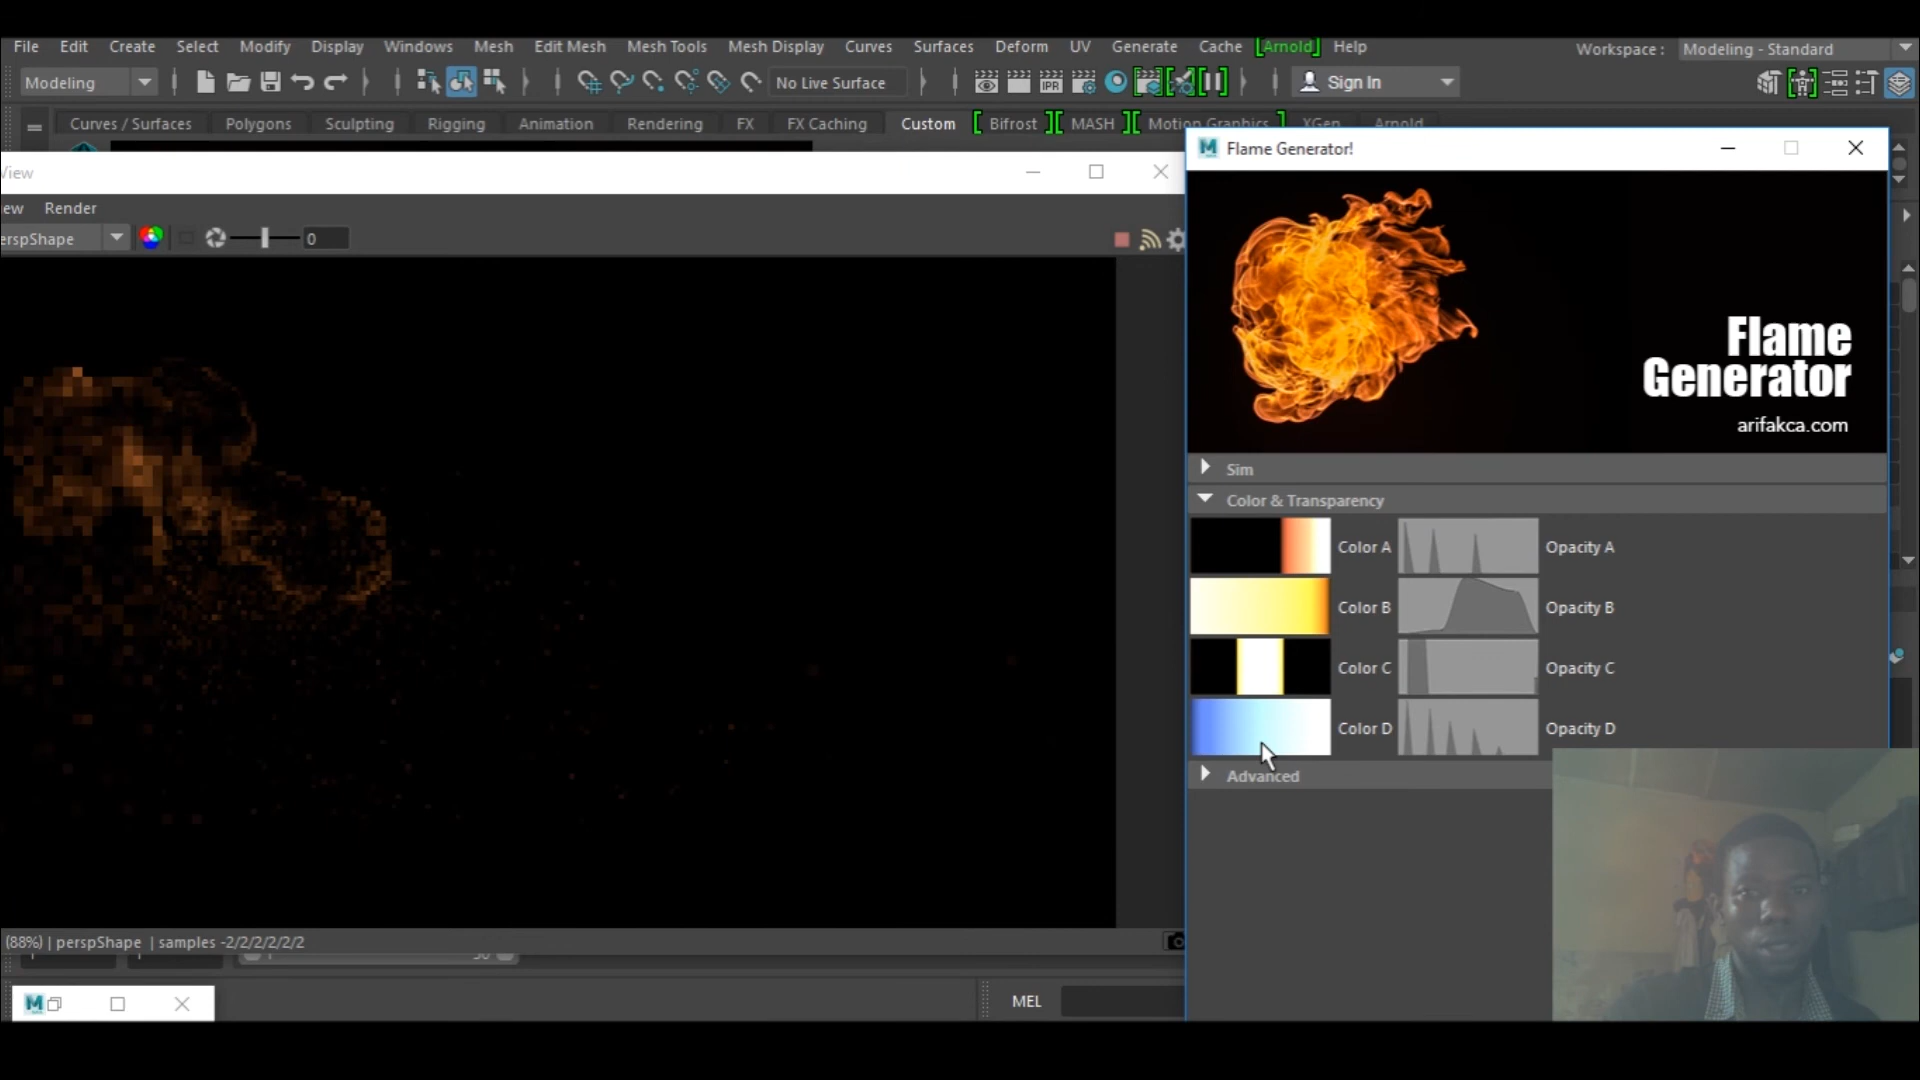 File Edit Create Select Modify Display Windows Mesh Edit Mesh Mesh Tools Mesh Display Curves Surfaces Deform UV Generate Cache [Arnold] Help Workspace : Modeling - Standard
Modeling No Live Surface IPR Sign In
Curves / Surfaces Polygons Sculpting Rigging Animation Rendering FX FX Caching Custom [ Bifrost ][ MASH ][ Motion Graphics ] XGen Arnold
Flame Generator!
View
ew Render
erspShape 0
Flame
Generator
arifakca.com
Sim
Color & Transparency
Color A Opacity A
Color B Opacity B
Color C Opacity C
Color D Opacity D
Advanced
(88%) | perspShape | samples -2/2/2/2/2/2
MEL